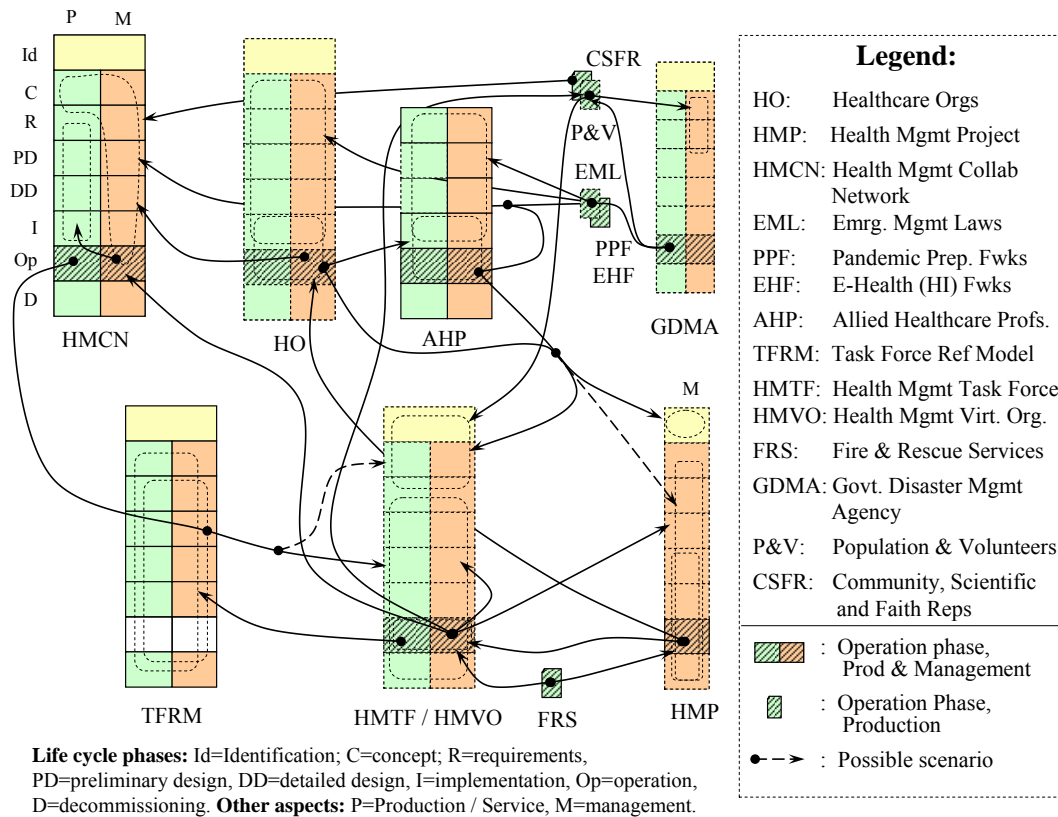 P M
Id
C
R
PD
DD
I
Op
D
HMCN
HO
AHP
CSFR
P&V
EML
PPF
EHF
GDMA
M
TFRM
HMTF / HMVO
FRS
HMP
Life cycle phases: Id=Identification; C=concept; R=requirements,
PD=preliminary design, DD=detailed design, I=implementation, Op=operation,
D=decommissioning. Other aspects: P=Production / Service, M=management.
Legend:
HO: Healthcare Orgs
HMP: Health Mgmt Project
HMCN: Health Mgmt Collab
Network
EML: Emrg. Mgmt Laws
PPF: Pandemic Prep. Fwks
EHF: E-Health (HI) Fwks
AHP: Allied Healthcare Profs.
TFRM: Task Force Ref Model
HMTF: Health Mgmt Task Force
HMVO: Health Mgmt Virt. Org.
FRS: Fire & Rescue Services
GDMA: Govt. Disaster Mgmt
Agency
P&V: Population & Volunteers
CSFR: Community, Scientific
and Faith Reps
: Operation phase,
Prod & Management
: Operation Phase,
Production
: Possible scenario